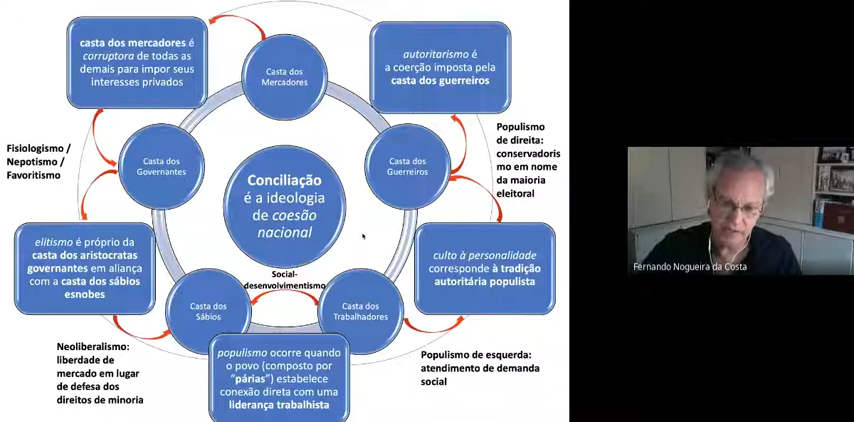 casta dos mercadores é
corruptora de todas as
demais para impor seus
interesses privados
Casta dos
Mercadores
autoritarismo é
a coerção imposta pela
casta dos guerreiros
Fisiologismo /
Nepotismo /
Favoritismo
Casta dos
Governantes
Conciliação
é a ideologia
de coesão
nacional
Casta dos
Guerreiros
Populismo
de direita:
conservadoris
mo em nome
da maioria
eleitoral
elitismo é próprio da
casta dos aristocratas
governantes em aliança
com a casta dos sábios
esnobes
Social-
desenvolvimentismo
culto à personalidade
corresponde à tradição
autoritária populista
Casta dos
Sábios
Casta dos
Trabalhadores
Neoliberalismo:
liberdade de
mercado em lugar
de defesa dos
direitos de minoria
populismo ocorre quando
o povo (composto por
"párias") estabelece
conexão direta com uma
liderança trabalhista
Populismo de esquerda:
atendimento de demanda
social
Fernando Nogueira da Costa